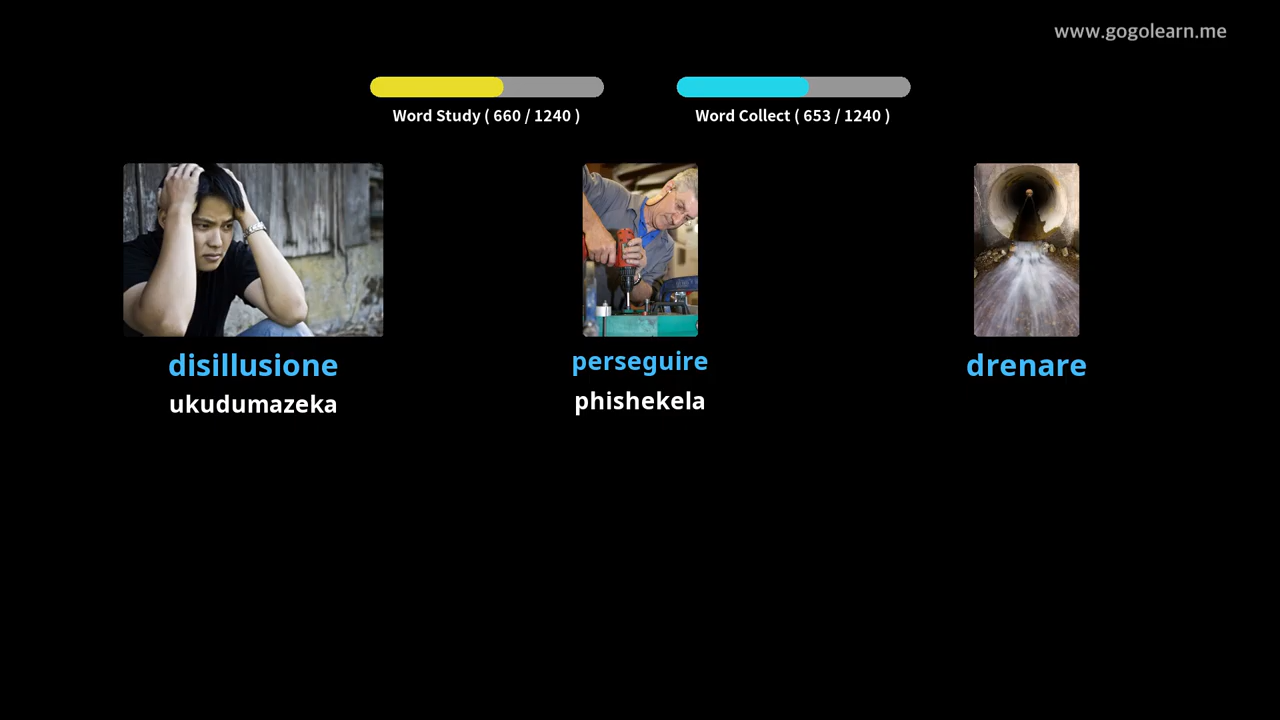 www.gogolearn.me
Word Study ( 660 / 1240 )
Word Collect ( 653 / 1240 )
disillusione
ukudumazeka
perseguire
phishekela
drenare